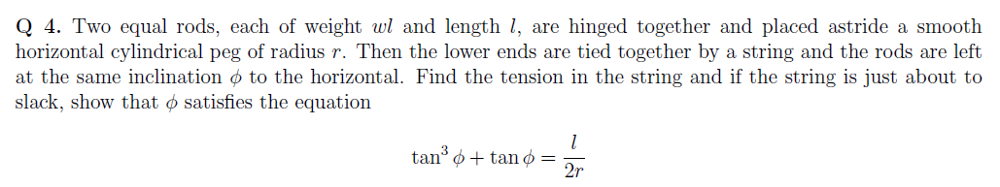 Q 4. Two equal rods, each of weight wl and length l, are hinged together and placed astride a smooth
horizontal cylindrical peg of radius r. Then the lower ends are tied together by a string and the rods are left
at the same inclination ϕ to the horizontal. Find the tension in the string and if the string is just about to
slack, show that ϕ satisfies the equation
tan³ ϕ + tan ϕ = l/2r